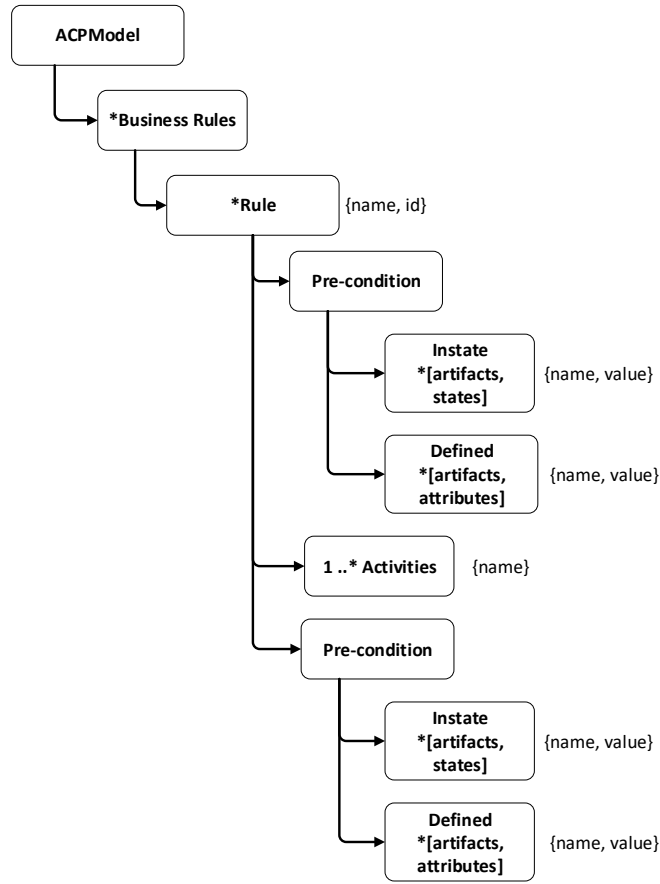 ACPModel
*Business Rules
*Rule {name, id}
Pre-condition
Instate
*[artifacts, {name, value}
states]
Defined
*[artifacts, {name, value}
attributes]
1 ..* Activities {name}
Pre-condition
Instate
*[artifacts, {name, value}
states]
Defined
*[artifacts, {name, value}
attributes]